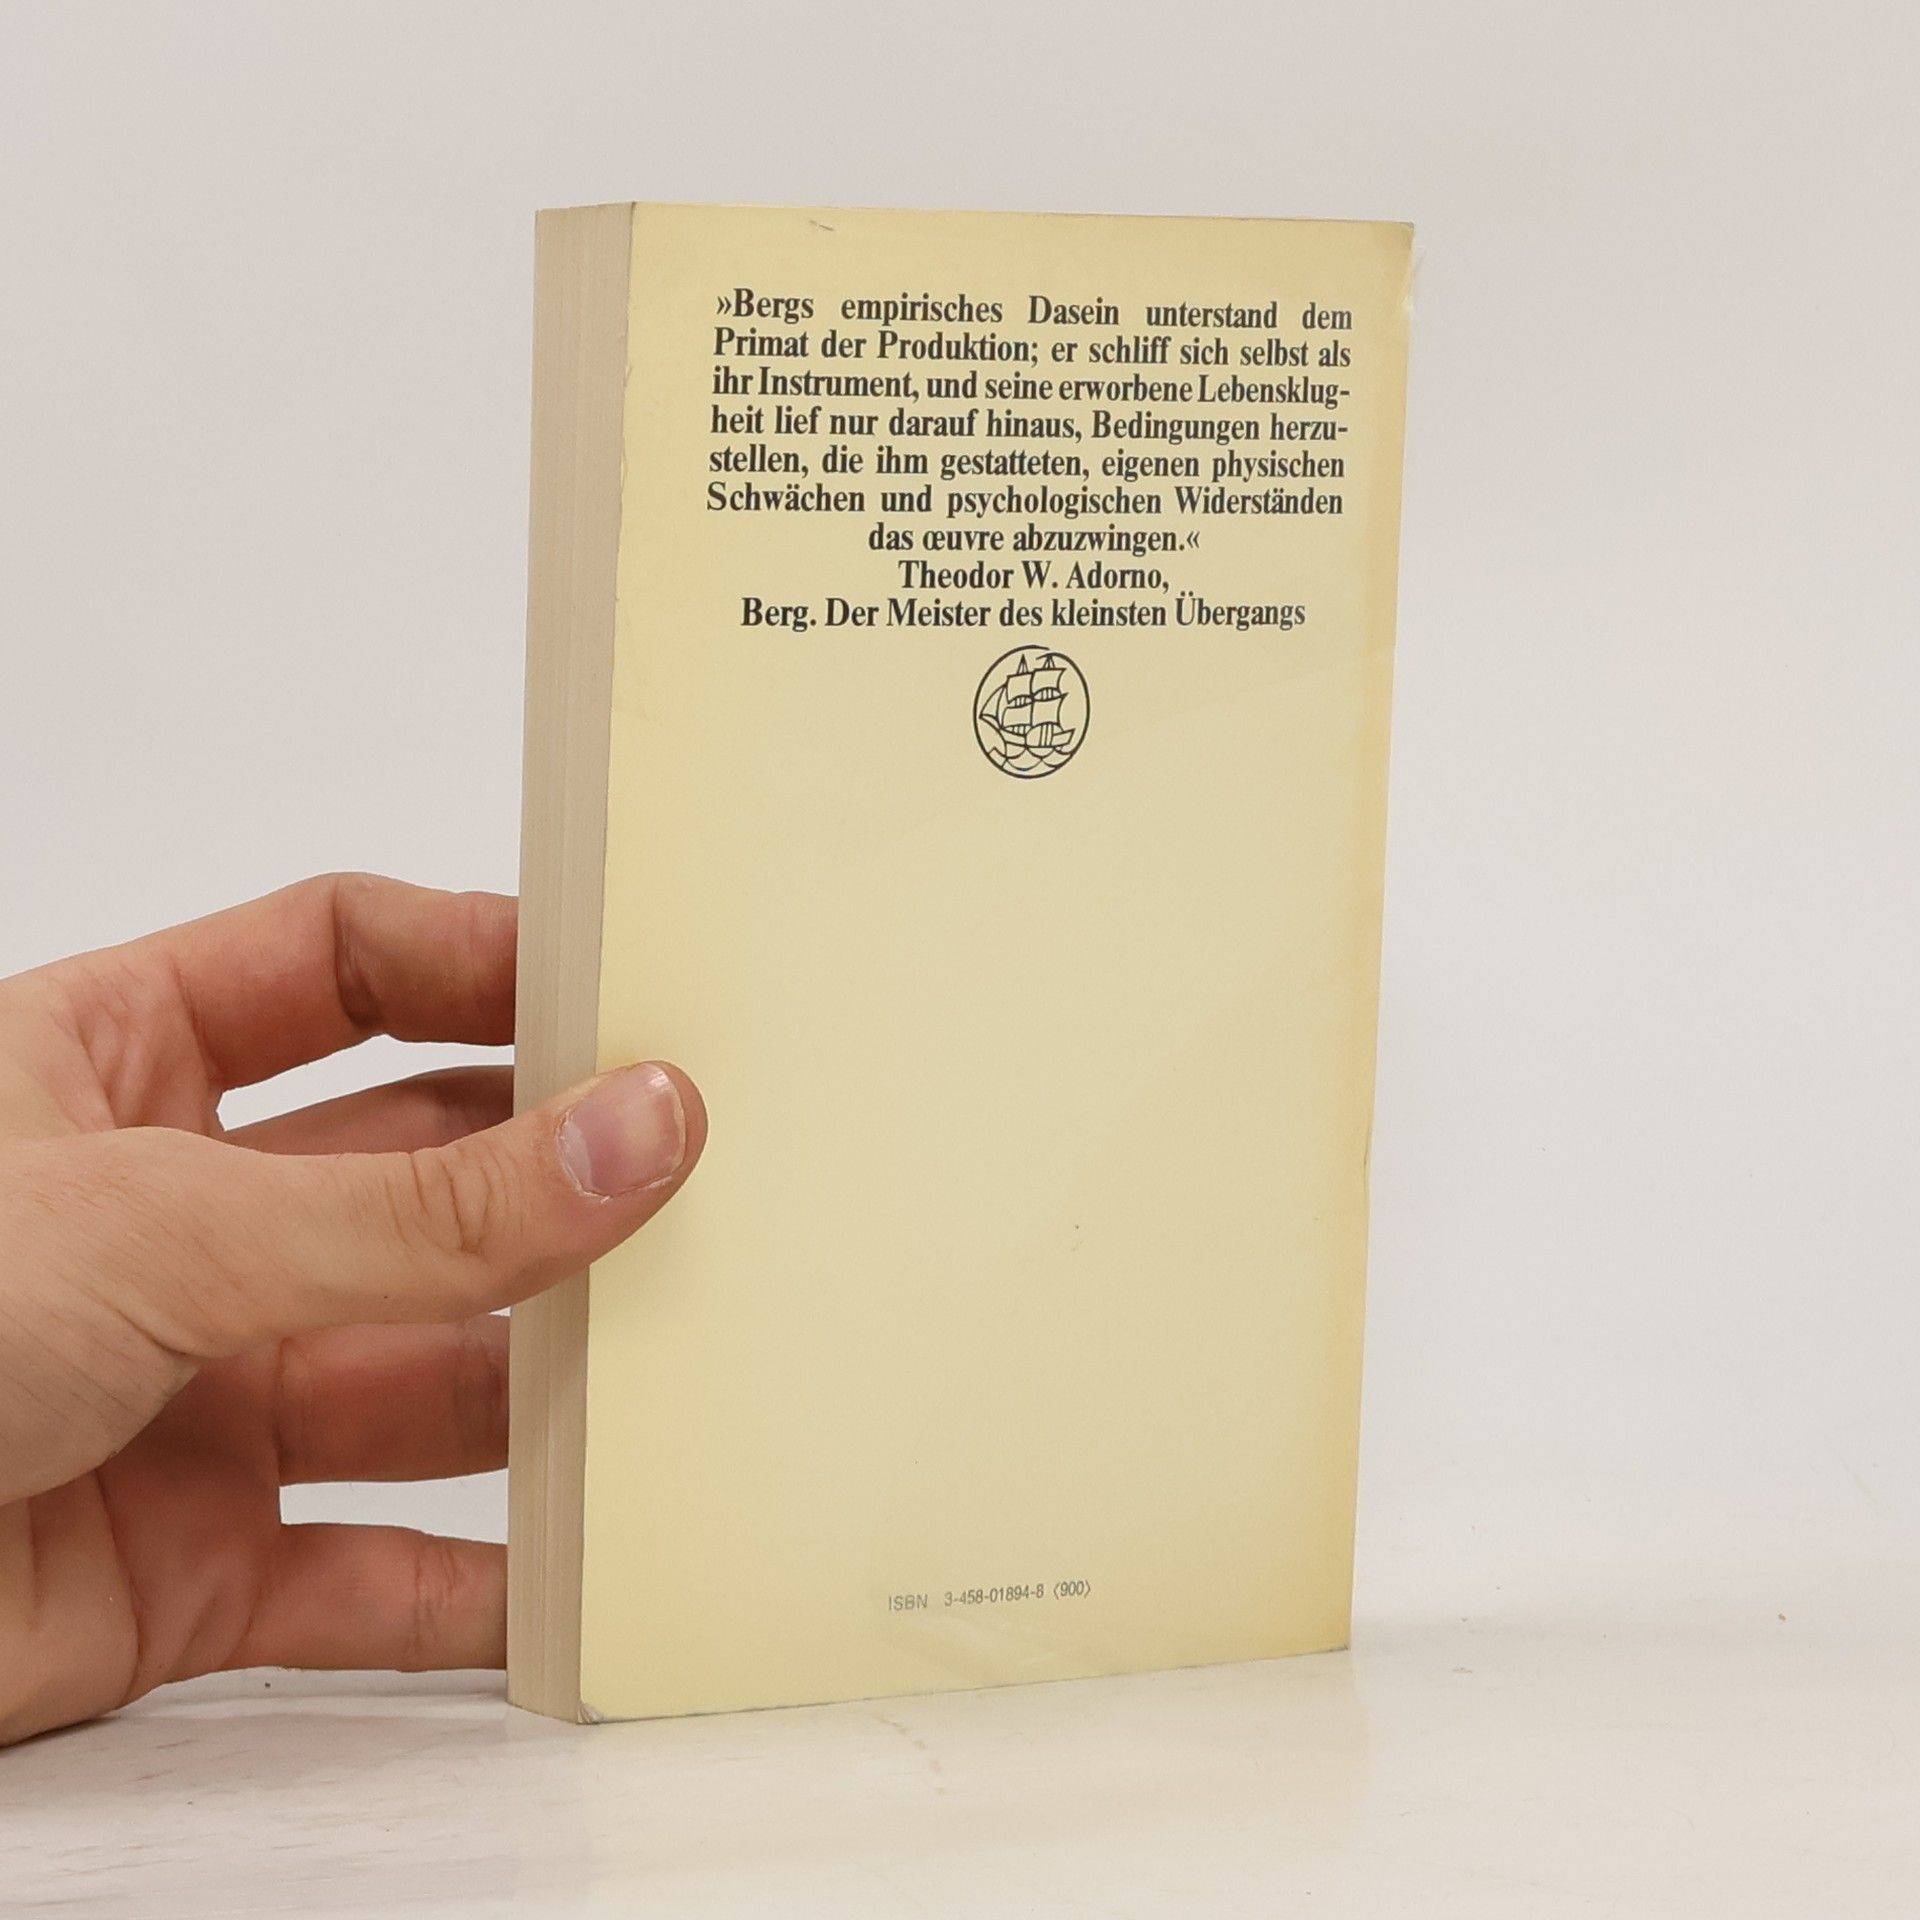 »Bergs empirisches Dasein unterstand dem
Primat der Produktion; er schliff sich selbst als
ihr Instrument, und seine erworbene Lebensklug-
heit lief nur darauf hinaus, Bedingungen herzu-
stellen, die ihm gestatteten, eigenen physischen
Schwächen und psychologischen Widerständen
das œuvre abzuzwingen.«
Theodor W. Adorno,
Berg. Der Meister des kleinsten Übergangs
ISBN 3-458-01894-8 ⟨900⟩